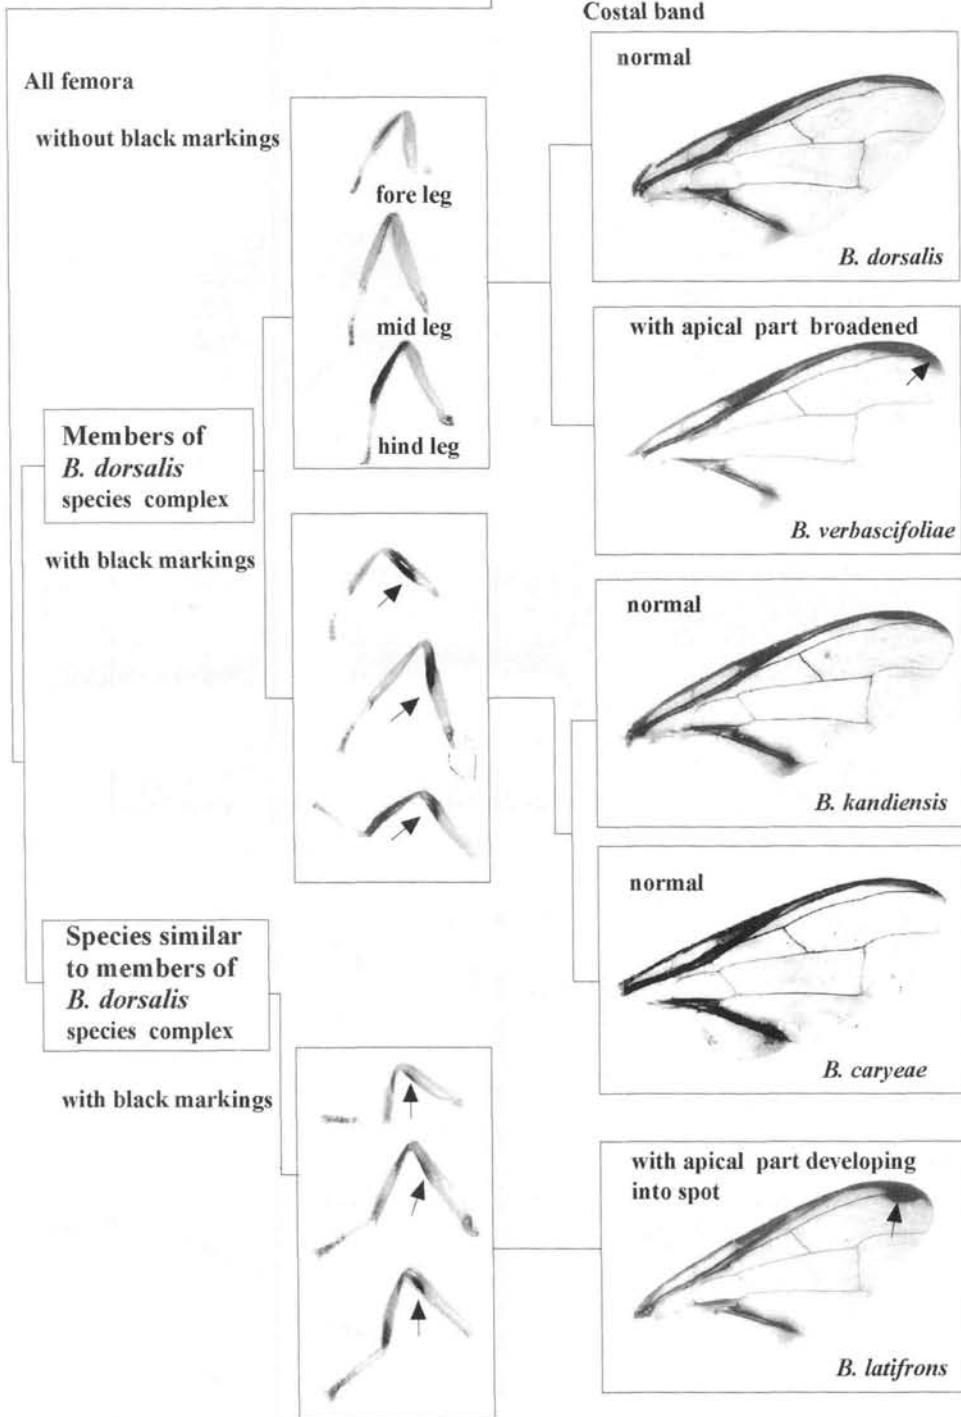 Costal band
All femora
without black markings
fore leg
mid leg
hind leg
normal
B. dorsalis
with apical part broadened
B. verbascifoliae
Members of
B. dorsalis
species complex
with black markings
normal
B. kandiensis
normal
B. caryeae
Species similar
to members of
B. dorsalis
species complex
with black markings
with apical part developing
into spot
B. latifrons